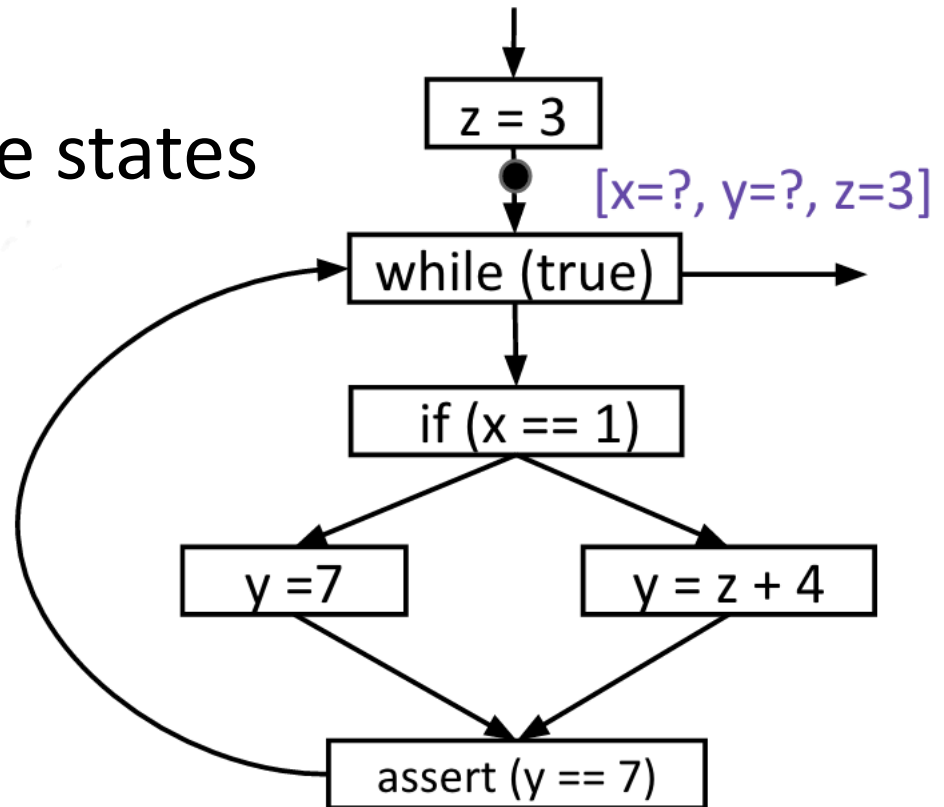 z = 3
e states
[x=?, y=?, z=3]
while (true)
if (x == 1)
y =7
y = z + 4
assert (y == 7)